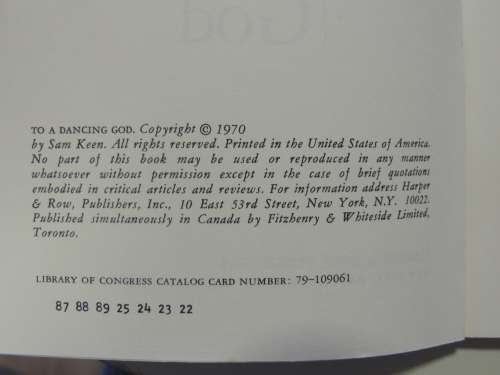 God
TO A DANCING GOD. Copyright © 1970
by Sam Keen. All rights reserved. Printed in the United States of America.
No part of this book may be used or reproduced in any manner
whatsoever without permission except in the case of brief quotations
embodied in critical articles and reviews. For information address Harper
& Row, Publishers, Inc., 10 East 53rd Street, New York, N.Y. 10022.
Published simultaneously in Canada by Fitzhenry & Whiteside Limited,
Toronto.
LIBRARY OF CONGRESS CATALOG CARD NUMBER: 79-109061
87 88 89 25 24 23 22